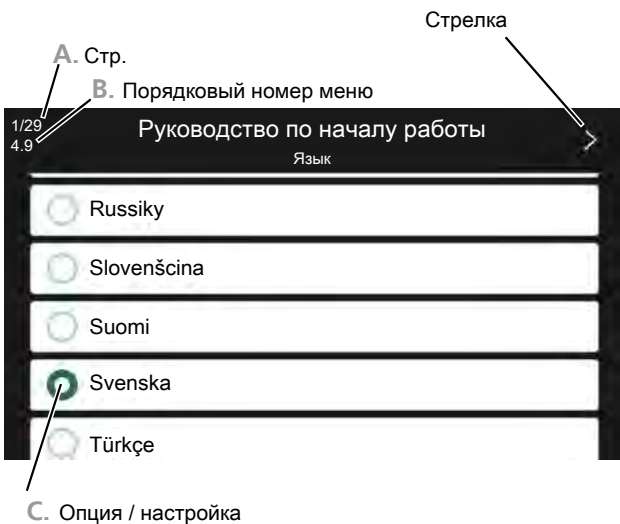 Стрелка
A. Стр.
B. Порядковый номер меню
1/29
Руководство по началу работы
4.9
Язык
Russiky
Slovenšcina
Suomi
Svenska
Türkçe
C. Опция / настройка